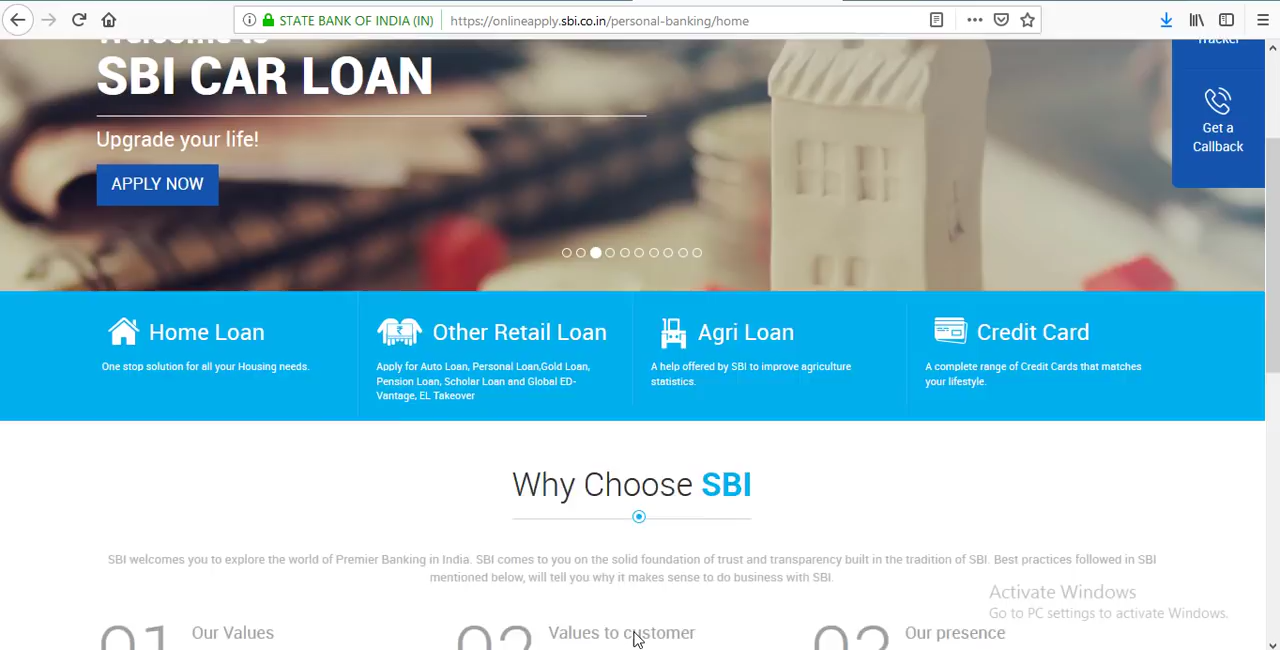 STATE BANK OF INDIA (IN)
https://onlineapply.sbi.co.in/personal-banking/home
Welcome to
SBI CAR LOAN
Upgrade your life!
APPLY NOW
Tracker
Get a
Callback
Home Loan
One stop solution for all your Housing needs.
Other Retail Loan
Apply for Auto Loan, Personal Loan,Gold Loan,
Pension Loan, Scholar Loan and Global ED-
Vantage, EL Takeover
Agri Loan
A help offered by SBI to improve agriculture
statistics.
Credit Card
A complete range of Credit Cards that matches
your lifestyle.
Why Choose SBI
SBI welcomes you to explore the world of Premier Banking in India. SBI comes to you on the solid foundation of trust and transparency built in the tradition of SBI. Best practices followed in SBI
mentioned below, will tell you why it makes sense to do business with SBI.
Activate Windows
Go to PC settings to activate Windows.
01 Our Values
02 Values to customer
03 Our presence